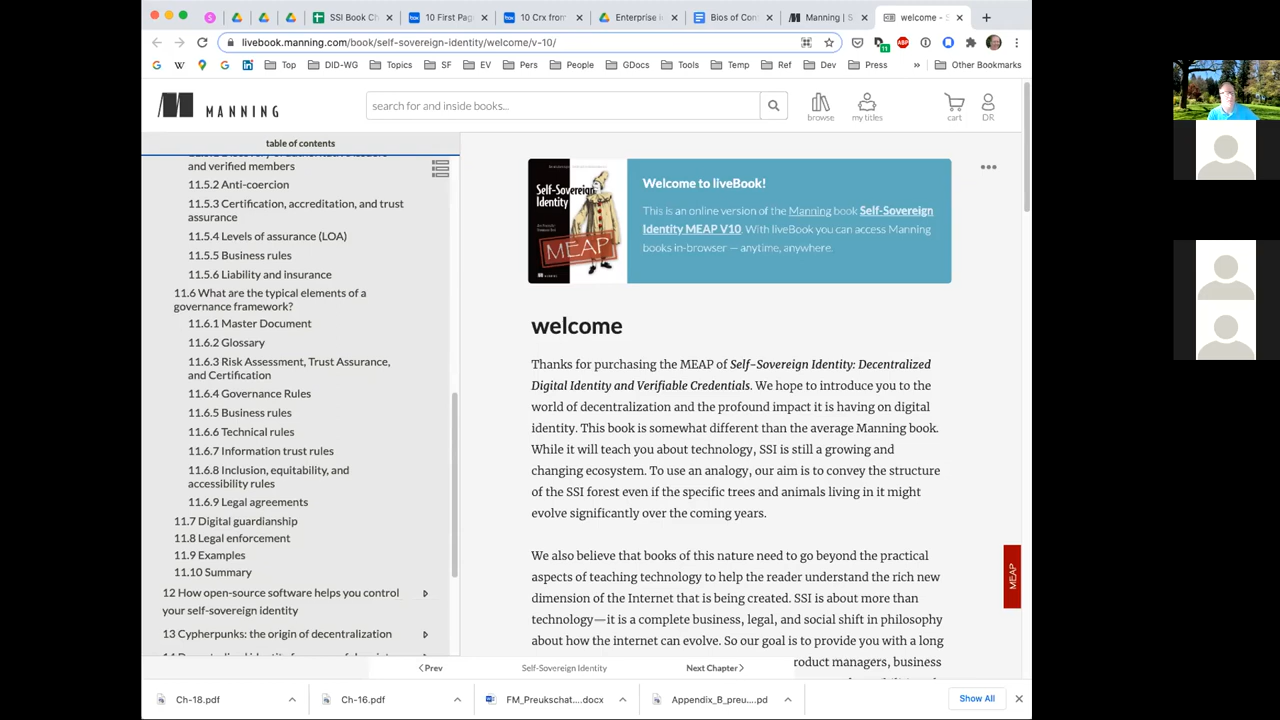 SSI Book Ch
10 First Pag
10 Crx from
Enterprise i
Bios of Con
Manning | S
welcome - S
livebook.manning.com/book/self-sovereign-identity/welcome/v-10/
11
ABP
Top
DID-WG
Topics
SF
EV
Pers
People
GDocs
Tools
Temp
Ref
Dev
Press
»
Other Bookmarks
MANNING
search for and inside books...
browse
my titles
cart
DR
table of contents
and verified members
11.5.2 Anti-coercion
11.5.3 Certification, accreditation, and trust
assurance
11.5.4 Levels of assurance (LOA)
11.5.5 Business rules
11.5.6 Liability and insurance
11.6 What are the typical elements of a
governance framework?
11.6.1 Master Document
11.6.2 Glossary
11.6.3 Risk Assessment, Trust Assurance,
and Certification
11.6.4 Governance Rules
11.6.5 Business rules
11.6.6 Technical rules
11.6.7 Information trust rules
11.6.8 Inclusion, equitability, and
accessibility rules
11.6.9 Legal agreements
11.7 Digital guardianship
11.8 Legal enforcement
11.9 Examples
11.10 Summary
12 How open-source software helps you control
your self-sovereign identity
13 Cypherpunks: the origin of decentralization
Self-Sovereign
Identity
MEAP
Welcome to liveBook!
This is an online version of the Manning book Self-Sovereign
Identity MEAP V10. With liveBook you can access Manning
books in-browser — anytime, anywhere.
welcome
Thanks for purchasing the MEAP of Self-Sovereign Identity: Decentralized
Digital Identity and Verifiable Credentials. We hope to introduce you to the
world of decentralization and the profound impact it is having on digital
identity. This book is somewhat different than the average Manning book.
While it will teach you about technology, SSI is still a growing and
changing ecosystem. To use an analogy, our aim is to convey the structure
of the SSI forest even if the specific trees and animals living in it might
evolve significantly over the coming years.
We also believe that books of this nature need to go beyond the practical
aspects of teaching technology to help the reader understand the rich new
dimension of the Internet that is being created. SSI is about more than
technology—it is a complete business, legal, and social shift in philosophy
about how the internet can evolve. So our goal is to provide you with a long
roduct managers, business
MEAP
Prev
Self-Sovereign Identity
Next Chapter
Ch-18.pdf
Ch-16.pdf
FM_Preukschat....docx
Appendix_B_preu....pd
Show All